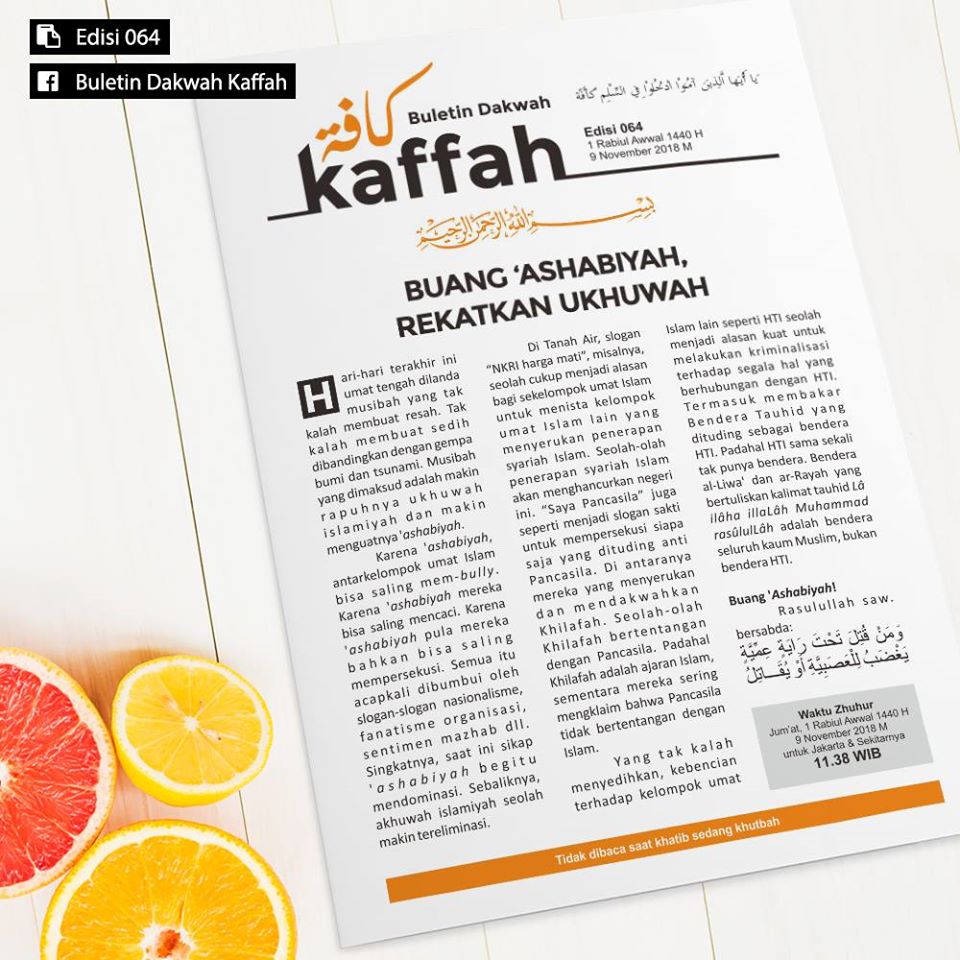 Edisi 064
Buletin Dakwah Kaffah
كافة
Buletin Dakwah
kaffah
يَا أَيُّهَا الَّذِينَ آمَنُوا ادْخُلُوا فِي السِّلْمِ كَافَّةً
Edisi 064
1 Rabiul Awwal 1440 H
9 November 2018 M
بسم الله الرحمن الرحيم
BUANG ‘ASHABIYAH,
REKATKAN UKHUWAH
Hari-hari terakhir ini
umat tengah dilanda
musibah yang tak
kalah membuat resah. Tak
kalah membuat sedih
dibandingkan dengan gempa
bumi dan tsunami. Musibah
yang dimaksud adalah makin
rapuhnya ukhuwah
islamiyah dan makin
menguatnya 'ashabiyah.
Karena 'ashabiyah,
antarkelompok umat Islam
bisa saling mem-bully.
Karena 'ashabiyah mereka
bisa saling mencaci. Karena
'ashabiyah pula mereka
bahkan bisa saling
mempersekusi. Semua itu
acapkali dibumbui oleh
slogan-slogan nasionalisme,
fanatisme organisasi,
sentimen mazhab dll.
Singkatnya, saat ini sikap
'ashabiyah begitu
mendominasi. Sebaliknya,
akhuwah islamiyah seolah
makin tereliminasi.
Di Tanah Air, slogan
“NKRI harga mati”, misalnya,
seolah cukup menjadi alasan
bagi sekelompok umat Islam
untuk menista kelompok
umat Islam lain yang
menyerukan penerapan
syariah Islam. Seolah-olah
penerapan syariah Islam
akan menghancurkan negeri
ini. “Saya Pancasila” juga
seperti menjadi slogan sakti
untuk mempersekusi siapa
saja yang dituding anti
Pancasila. Di antaranya
mereka yang menyerukan
dan mendakwahkan
Khilafah. Seolah-olah
Khilafah bertentangan
dengan Pancasila. Padahal
Khilafah adalah ajaran Islam,
sementara mereka sering
mengklaim bahwa Pancasila
tidak bertentangan dengan
Islam.
Yang tak kalah
menyedihkan, kebencian
terhadap kelompok umat
Islam lain seperti HTI seolah
menjadi alasan kuat untuk
melakukan kriminalisasi
terhadap segala hal yang
berhubungan dengan HTI.
Termasuk membakar
Bendera Tauhid yang
dituding sebagai bendera
HTI. Padahal HTI sama sekali
tak punya bendera. Bendera
al-Liwa' dan ar-Rayah yang
bertuliskan kalimat tauhid Lâ
ilâha illaLâh Muhammad
rasûlulLâh adalah bendera
seluruh kaum Muslim, bukan
bendera HTI.
Buang 'Ashabiyah!
Rasulullah saw.
bersabda:
وَمَنْ قُتِلَ تَحْتَ رَايَةٍ عِمِّيَّةٍ
يَغْضَبُ لِلْعَصَبِيَّةِ أَوْ يُقَاتِلُ
Waktu Zhuhur
Jum'at, 1 Rabiul Awwal 1440 H
9 November 2018 M
untuk Jakarta & Sekitarnya
11.38 WIB
Tidak dibaca saat khatib sedang khutbah